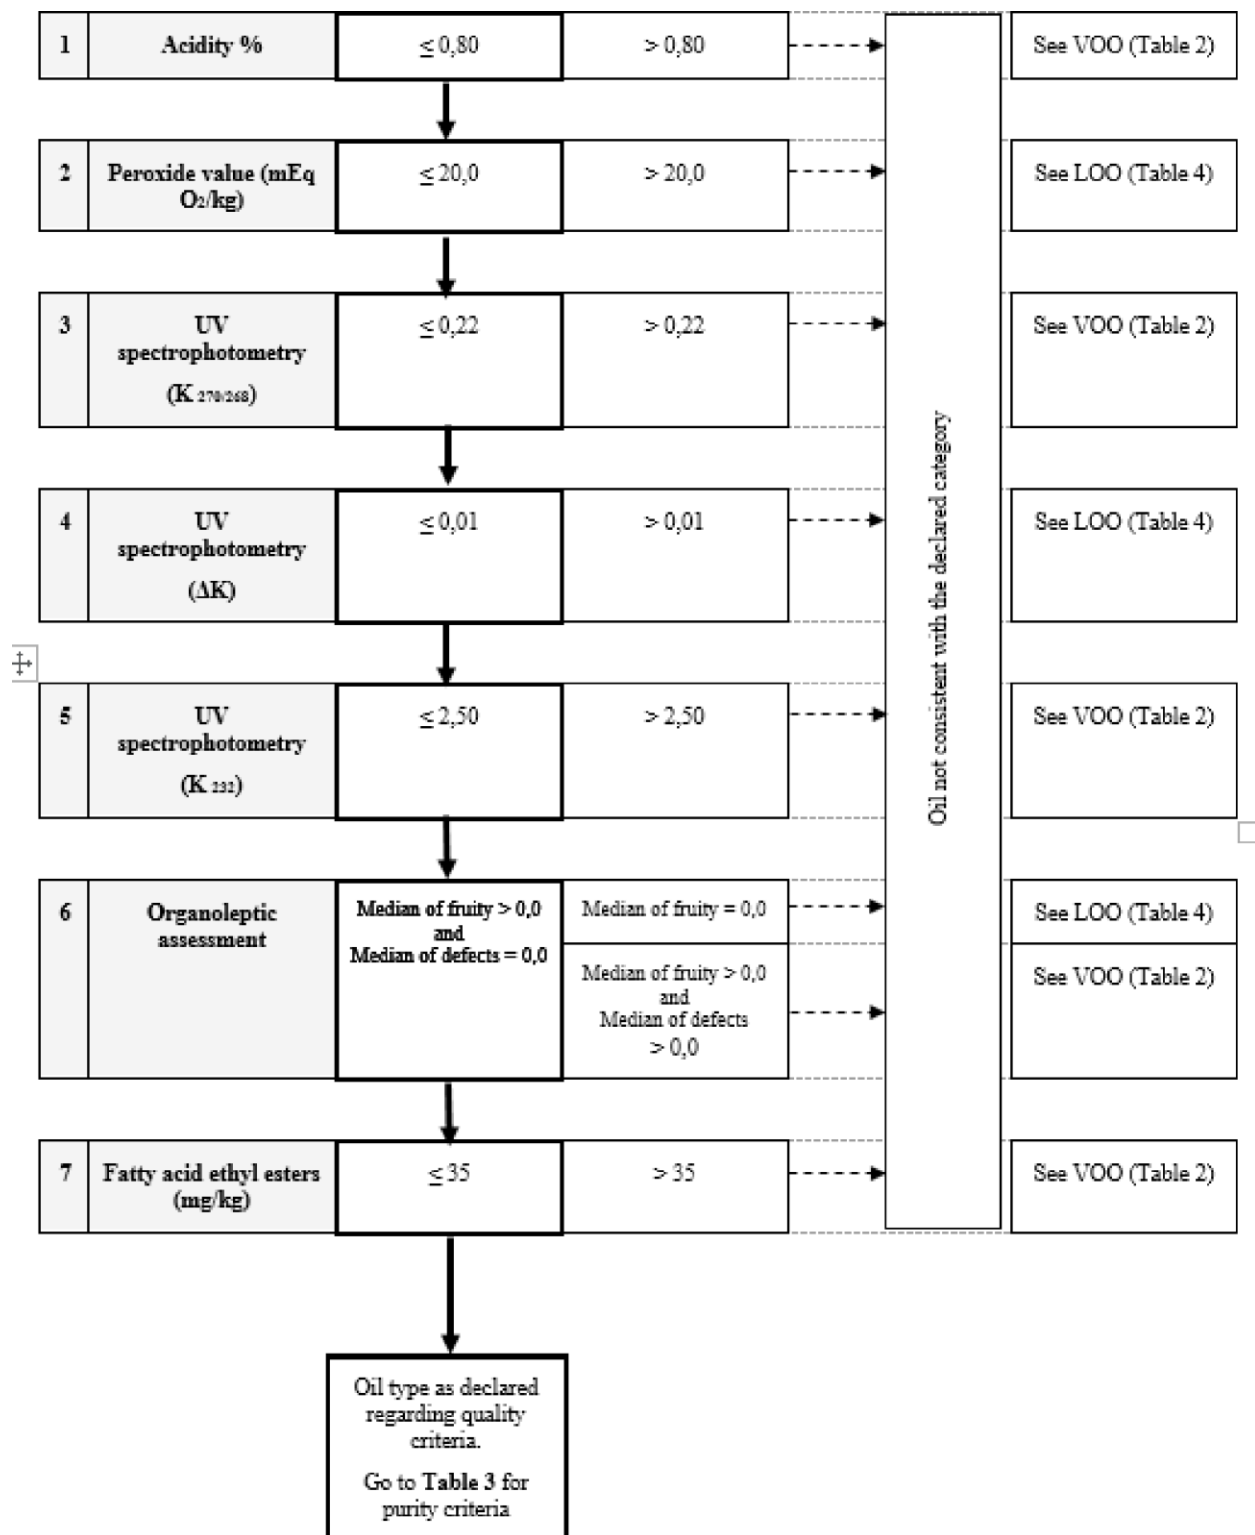 1 Acidity % ≤ 0,80 > 0,80 See VOO (Table 2)
2 Peroxide value (mEq ≤ 20,0 > 20,0 See LOO (Table 4)
O₂/kg)
3 UV ≤ 0,22 > 0,22 See VOO (Table 2)
spectrophotometry
(K 270/268)
4 UV ≤ 0,01 > 0,01 See LOO (Table 4)
spectrophotometry
(ΔK)
5 UV ≤ 2,50 > 2,50 See VOO (Table 2)
spectrophotometry
(K 232)
Oil not consistent with the declared category
6 Organoleptic
assessment
Median of fruity > 0,0
and
Median of defects = 0,0
Median of fruity = 0,0
See LOO (Table 4)
Median of fruity > 0,0
and
Median of defects
> 0,0
See VOO (Table 2)
7 Fatty acid ethyl esters ≤ 35 > 35 See VOO (Table 2)
(mg/kg)
Oil type as declared
regarding quality
criteria.
Go to Table 3 for
purity criteria